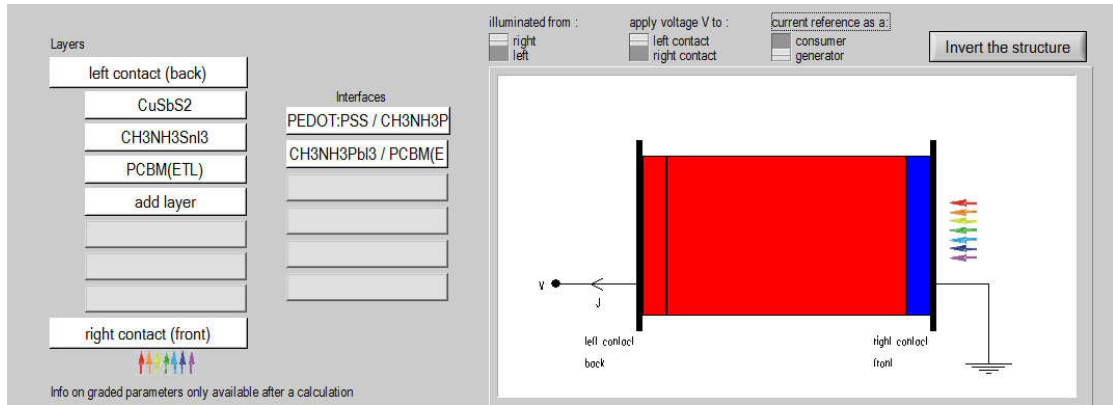 illuminated from :
right
left
apply voltage V to :
left contact
right contact
current reference as a:
consumer
generator
Invert the structure
Layers
left contact (back)
CuSbS2
CH3NH3SnI3
PCBM(ETL)
add layer
right contact (front)
Interfaces
PEDOT:PSS / CH3NH3P
CH3NH3PbI3 / PCBM(E
V
J
left contact
back
right contact
front
Info on graded parameters only available after a calculation